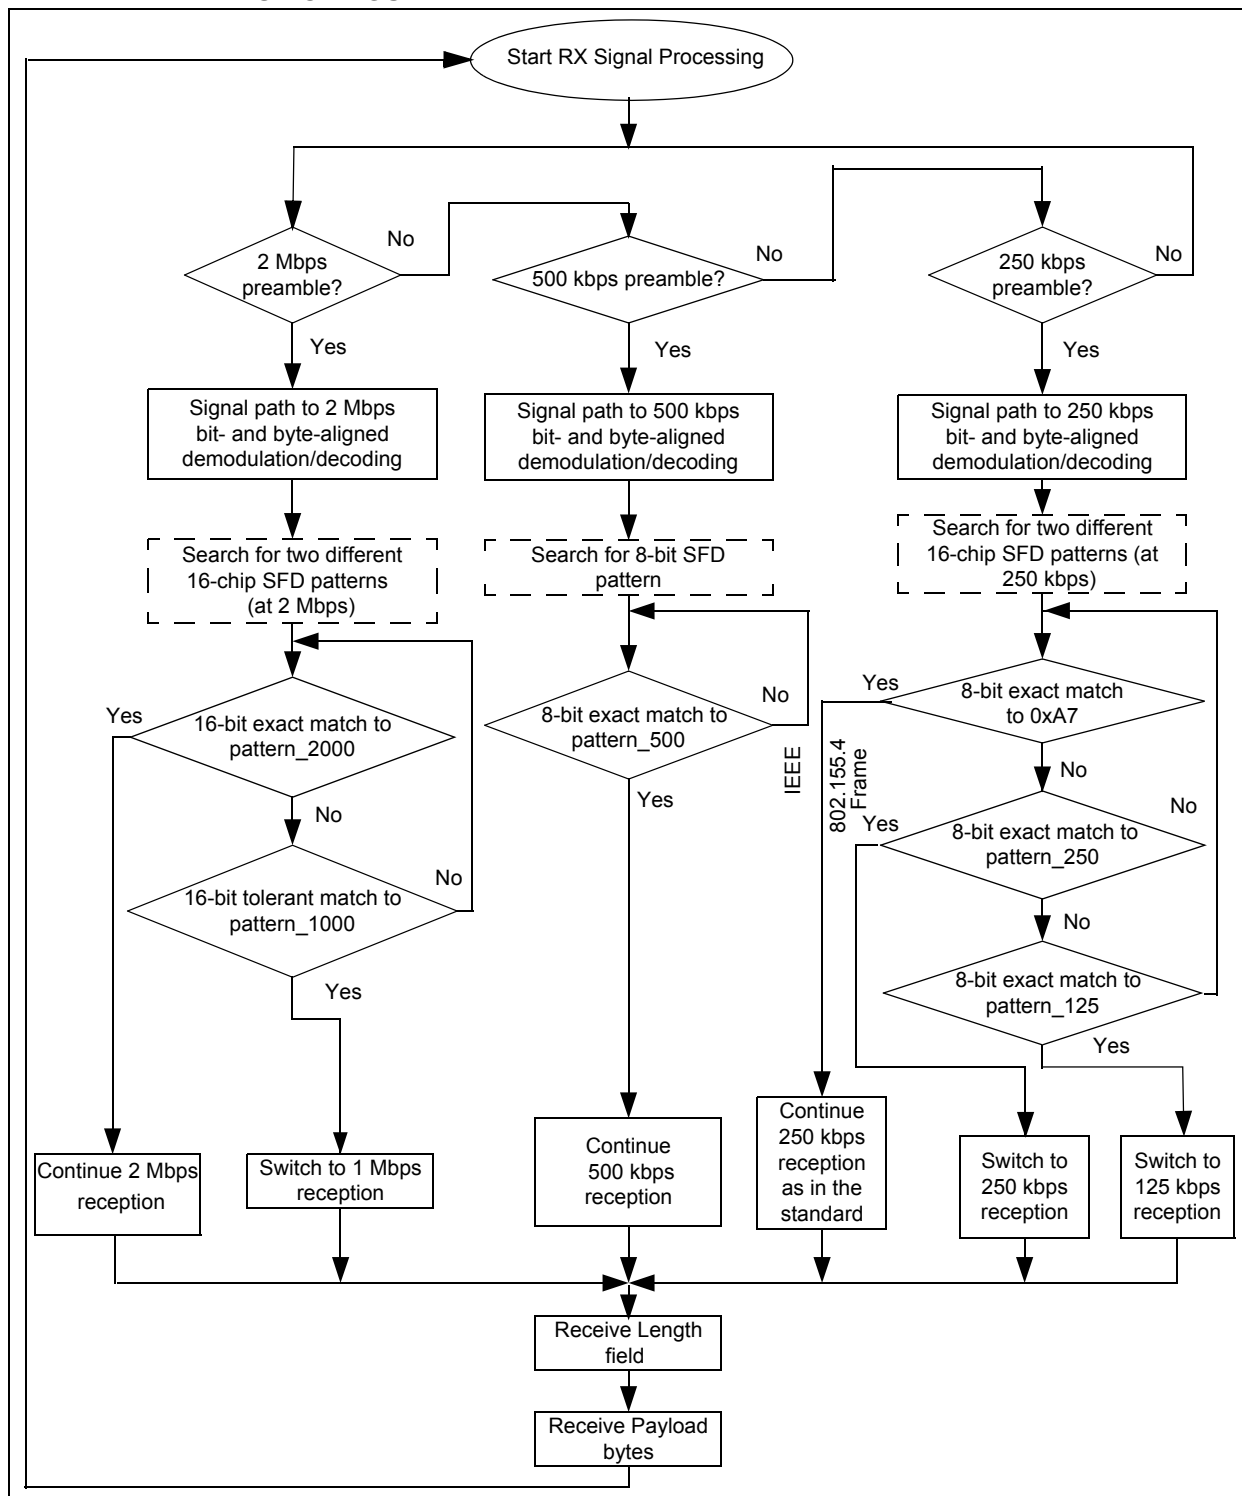 Start RX Signal Processing
2 Mbps
preamble?
No
500 kbps preamble?
No
250 kbps
preamble?
No
Yes
Yes
Yes
Signal path to 2 Mbps
bit- and byte-aligned
demodulation/decoding
Signal path to 500 kbps
bit- and byte-aligned
demodulation/decoding
Signal path to 250 kbps
bit- and byte-aligned
demodulation/decoding
Search for two different
16-chip SFD patterns
(at 2 Mbps)
Search for 8-bit SFD
pattern
Search for two different
16-chip SFD patterns (at
250 kbps)
Yes
16-bit exact match to
pattern_2000
No
16-bit tolerant match to
pattern_1000
No
Yes
8-bit exact match to
pattern_500
No
Yes
IEEE
802.155.4
Frame
Yes
8-bit exact match
to 0xA7
No
No
Yes
8-bit exact match to
pattern_250
No
8-bit exact match to
pattern_125
Yes
Continue 2 Mbps
reception
Switch to 1 Mbps
reception
Continue
500 kbps
reception
Continue
250 kbps
reception
as in the
standard
Switch to
250 kbps
reception
Switch to
125 kbps
reception
Receive Length
field
Receive Payload
bytes